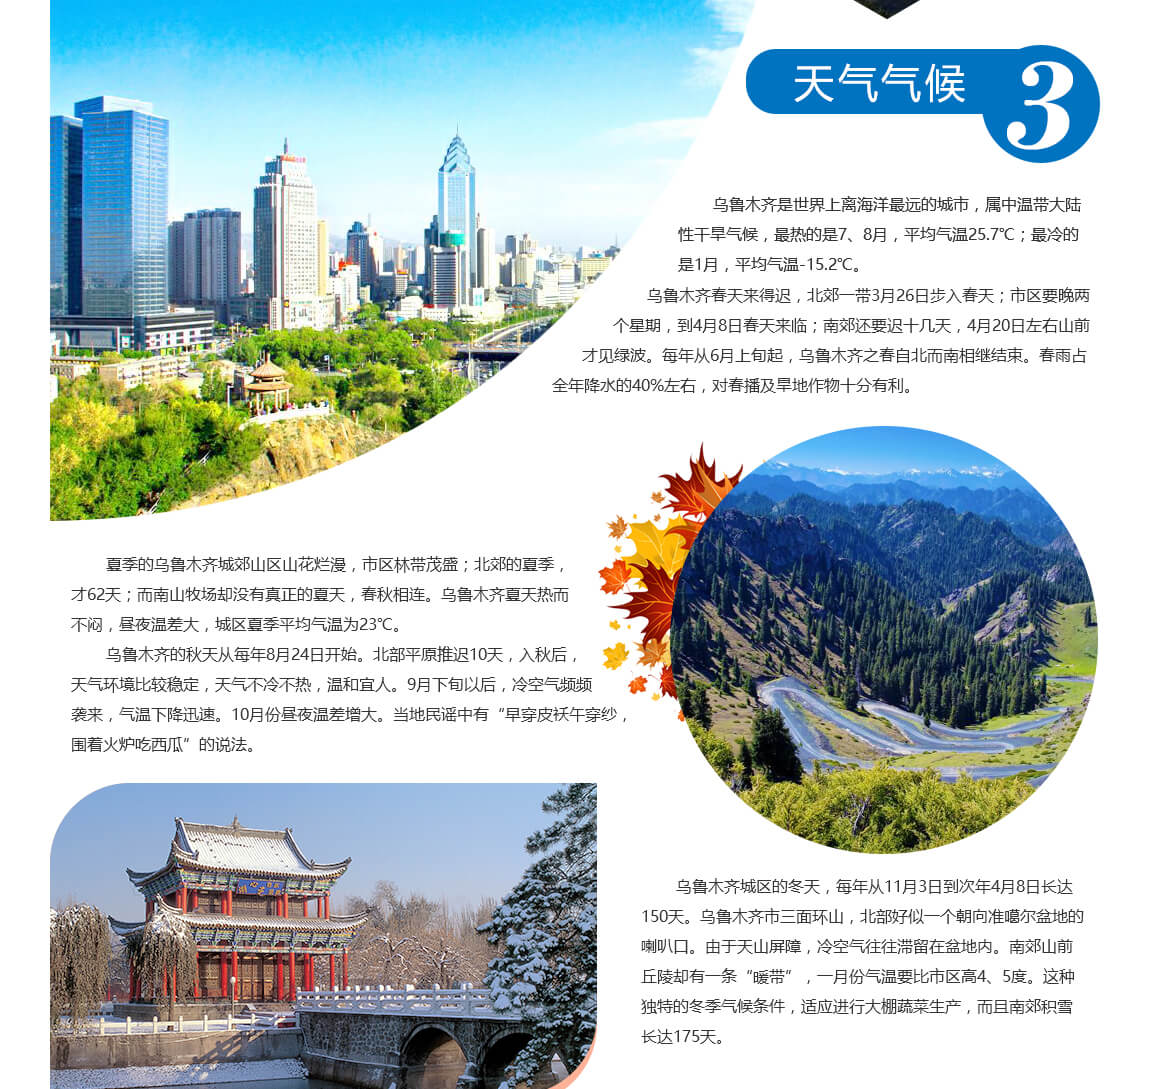 天气气候
3
乌鲁木齐是世界上离海洋最远的城市，属中温带大陆
性干旱气候，最热的是7、8月，平均气温25.7℃；最冷的
是1月，平均气温-15.2℃。
乌鲁木齐春天来得迟，北郊一带3月26日步入春天；市区要晚两
个星期，到4月8日春天来临；南郊还要迟十几天，4月20日左右山前
才见绿波。每年从6月上旬起，乌鲁木齐之春自北而南相继结束。春雨占
全年降水的40%左右，对春播及旱地作物十分有利。
夏季的乌鲁木齐城郊山区山花烂漫，市区林带茂盛；北郊的夏季，
才62天；而南山牧场却没有真正的夏天，春秋相连。乌鲁木齐夏天热而
不闷，昼夜温差大，城区夏季平均气温为23℃。
乌鲁木齐的秋天从每年8月24日开始。北部平原推迟10天，入秋后，
天气环境比较稳定，天气不冷不热，温和宜人。9月下旬以后，冷空气频频
袭来，气温下降迅速。10月份昼夜温差增大。当地民谣中有“早穿皮袄午穿纱，
围着火炉吃西瓜”的说法。
乌鲁木齐城区的冬天，每年从11月3日到次年4月8日长达
150天。乌鲁木齐市三面环山，北部好似一个朝向准噶尔盆地的
喇叭口。由于天山屏障，冷空气往往滞留在盆地内。南郊山前
丘陵却有一条“暖带”，一月份气温要比市区高4、5度。这种
独特的冬季气候条件，适应进行大棚蔬菜生产，而且南郊积雪
长达175天。